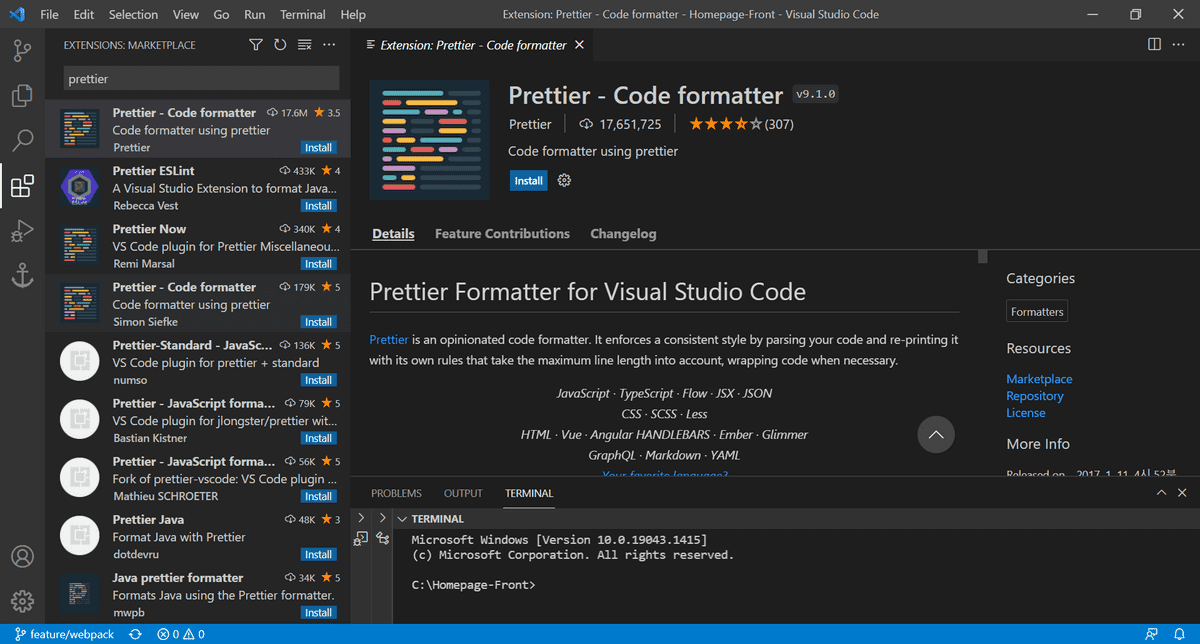 File Edit Selection View Go Run Terminal Help
Extension: Prettier - Code formatter - Homepage-Front - Visual Studio Code
EXTENSIONS: MARKETPLACE
prettier
Prettier - Code formatter 17.6M 3.5
Code formatter using prettier
Prettier Install
Prettier ESLint 433K 4
A Visual Studio Extension to format Java...
Rebecca Vest Install
Prettier Now 340K 4
VS Code plugin for Prettier Miscellaneou...
Remi Marsal Install
Prettier - Code formatter 179K 5
Code formatter using prettier
Simon Siefke Install
Prettier-Standard - JavaSc... 136K 5
VS Code plugin for prettier + standard
numso Install
Prettier - JavaScript forma... 79K 5
VS Code plugin for jlongster/prettier wit...
Bastian Kistner Install
Prettier - JavaScript forma... 56K 5
Fork of prettier-vscode: VS Code plugin ...
Mathieu SCHROETER Install
Prettier Java 48K 3
Format Java with Prettier
dotdevru Install
Java prettier formatter 34K 5
Formats Java using the Prettier formatter.
mwpb Install
Extension: Prettier - Code formatter
Prettier - Code formatter v9.1.0
Prettier 17,651,725 (307)
Code formatter using prettier
Install
Details Feature Contributions Changelog
Prettier Formatter for Visual Studio Code
Prettier is an opinionated code formatter. It enforces a consistent style by parsing your code and re-printing it
with its own rules that take the maximum line length into account, wrapping code when necessary.
JavaScript · TypeScript · Flow · JSX · JSON
CSS · SCSS · Less
HTML · Vue · Angular HANDLEBARS · Ember · Glimmer
GraphQL · Markdown · YAML
Your favorite language?
Categories
Formatters
Resources
Marketplace
Repository
License
More Info
Released on 2017. 1. 11. 4시 52분
PROBLEMS OUTPUT TERMINAL
TERMINAL
Microsoft Windows [Version 10.0.19043.1415]
(c) Microsoft Corporation. All rights reserved.
C:\Homepage-Front>
feature/webpack 0 0